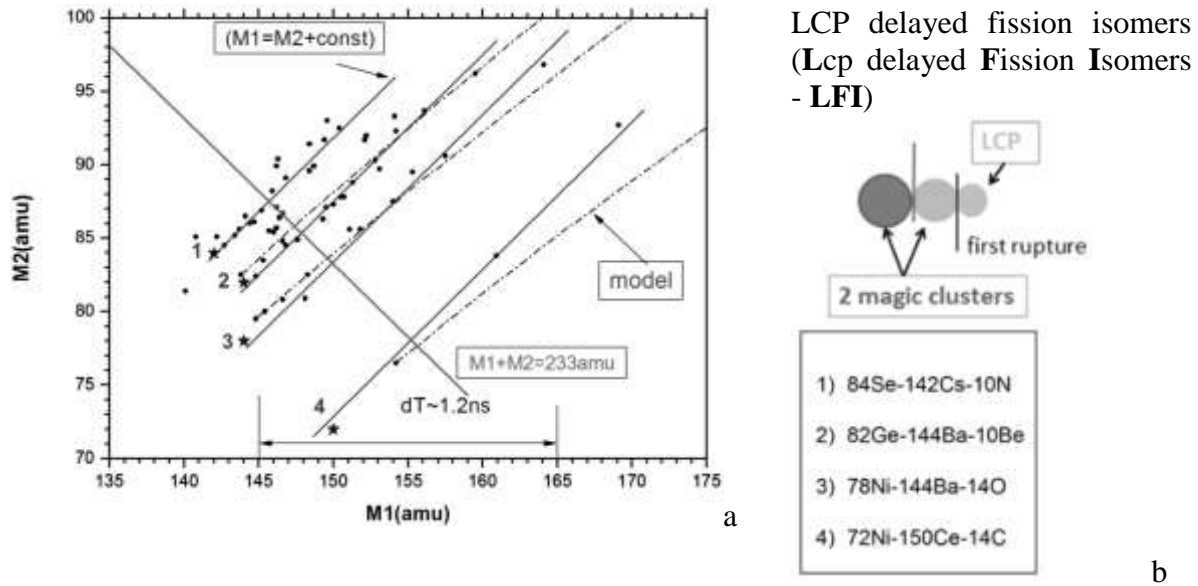 (M1=M2+const)
M2(amu)
100
95
90
85
80
75
70
1
2
3
4
model
M1+M2=233amu
dT~1.2ns
135 140 145 150 155 160 165 170 175
M1(amu)
a
LCP delayed fission isomers
(Lcp delayed Fission Isomers
- LFI)
LCP
first rupture
2 magic clusters
1) 84Se-142Cs-10N
2) 82Ge-144Ba-10Be
3) 78Ni-144Ba-14O
4) 72Ni-150Ce-14C
b